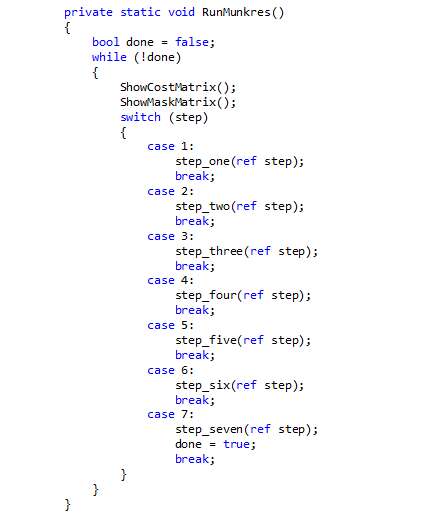 private static void RunMunkres()
{
    bool done = false;
    while (!done)
    {
        ShowCostMatrix();
        ShowMaskMatrix();
        switch (step)
        {
            case 1:
                step_one(ref step);
                break;
            case 2:
                step_two(ref step);
                break;
            case 3:
                step_three(ref step);
                break;
            case 4:
                step_four(ref step);
                break;
            case 5:
                step_five(ref step);
                break;
            case 6:
                step_six(ref step);
                break;
            case 7:
                step_seven(ref step);
                done = true;
                break;
        }
    }
}